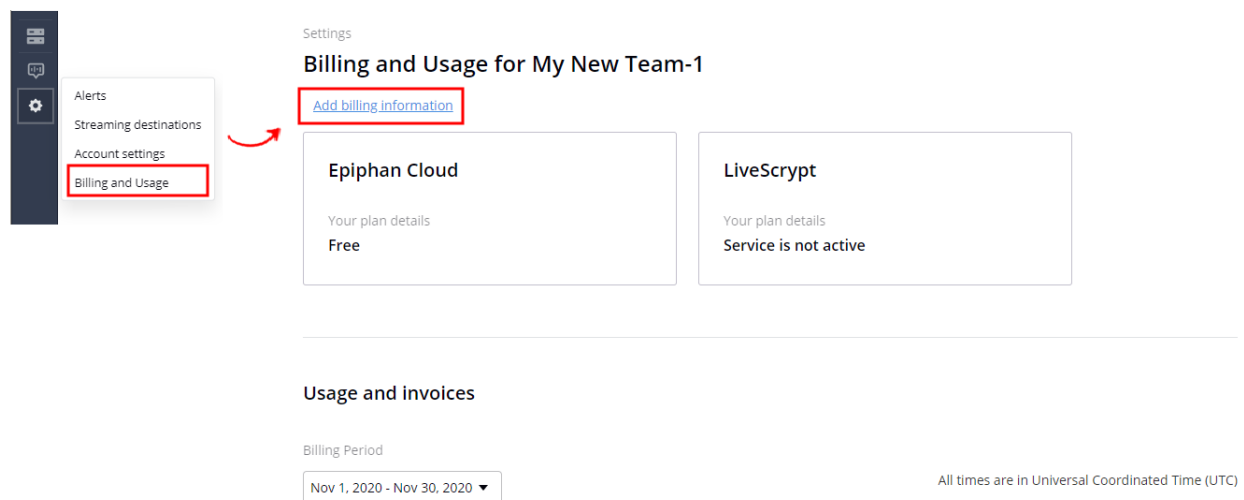 Alerts
Streaming destinations
Account settings
Billing and Usage
Settings
Billing and Usage for My New Team-1
Add billing information
Epiphan Cloud
Your plan details
Free
LiveScrypt
Your plan details
Service is not active
Usage and invoices
Billing Period
Nov 1, 2020 - Nov 30, 2020
All times are in Universal Coordinated Time (UTC)